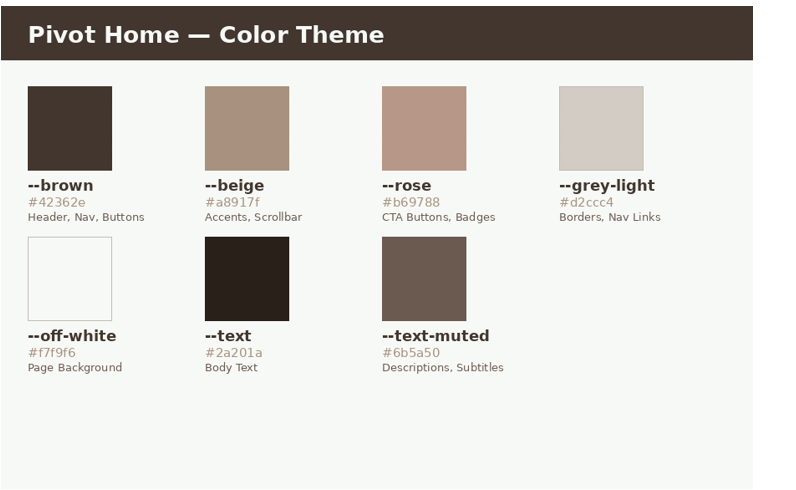 Pivot Home — Color Theme
--brown
#42362e
Header, Nav, Buttons
--beige
#a8917f
Accents, Scrollbar
--rose
#b69788
CTA Buttons, Badges
--grey-light
#d2ccc4
Borders, Nav Links
--off-white
#f7f9f6
Page Background
--text
#2a201a
Body Text
--text-muted
#6b5a50
Descriptions, Subtitles